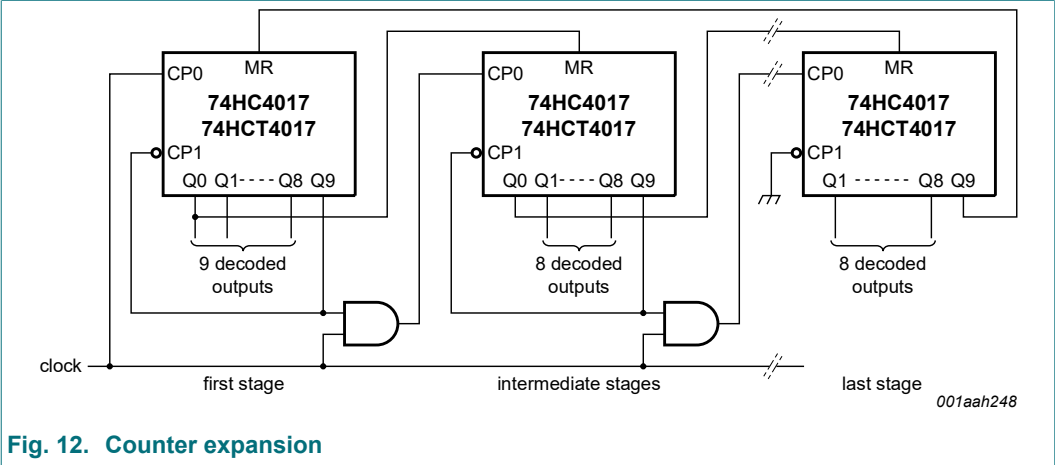 CP0 MR
74HC4017
74HCT4017
CP1
Q0 Q1 - - - - Q8 Q9
9 decoded
outputs
CP0 MR
74HC4017
74HCT4017
CP1
Q0 Q1 - - - - Q8 Q9
8 decoded
outputs
CP0 MR
74HC4017
74HCT4017
CP1
Q1 - - - - - - Q8 Q9
8 decoded
outputs
clock
first stage
intermediate stages
last stage
001aah248
Fig. 12. Counter expansion